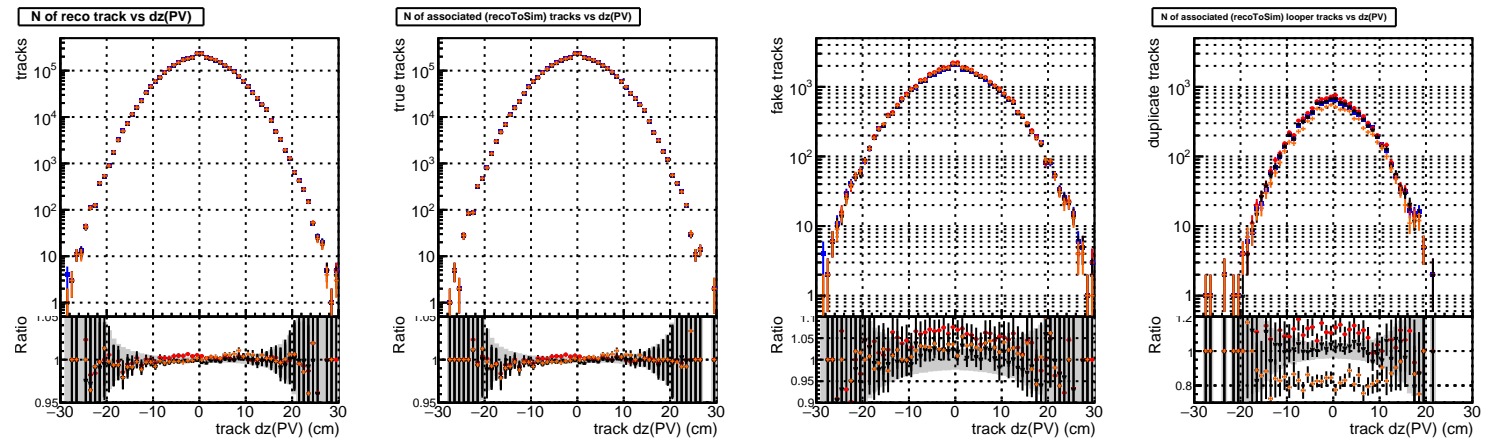 N of reco track vs dz(PV)
tracks
10^5
10^4
10^3
10^2
10
1
1.05
Ratio
1
0.95
−30 −20 −10 0 10 20 30
track dz(PV) (cm)
N of associated (recoToSim) tracks vs dz(PV)
true tracks
10^5
10^4
10^3
10^2
10
1
1.05
Ratio
1
0.95
−30 −20 −10 0 10 20 30
track dz(PV) (cm)
fake tracks
10^3
10^2
10
1
1.1
Ratio
1.05
1
0.95
0.9
−30 −20 −10 0 10 20 30
track dz(PV) (cm)
N of associated (recoToSim) looper tracks vs dz(PV)
duplicate tracks
10^3
10^2
10
1
1.2
Ratio
1
0.8
−30 −20 −10 0 10 20 30
track dz(PV) (cm)